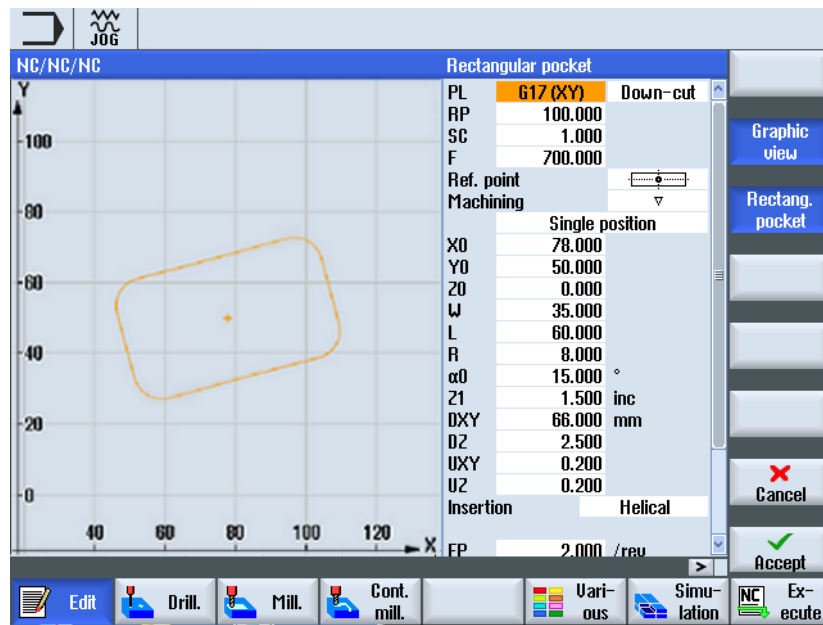 JOG
NC/NC/NC
Rectangular pocket
Y
100
80
60
40
20
0
40 60 80 100 120 X
PL G17 (XY) Down-cut
RP 100.000
SC 1.000
F 700.000
Ref. point
Machining ▽
Single position
X0 78.000
Y0 50.000
Z0 0.000
W 35.000
L 60.000
R 8.000
α0 15.000 °
Z1 1.500 inc
DXY 66.000 mm
DZ 2.500
UXY 0.200
UZ 0.200
Insertion Helical
EP 2.000 /rev
Graphic
view
Rectang.
pocket
Cancel
Accept
Edit
Drill.
Mill.
Cont.
mill.
Vari-
ous
Simu-
lation
NC Ex-
ecute